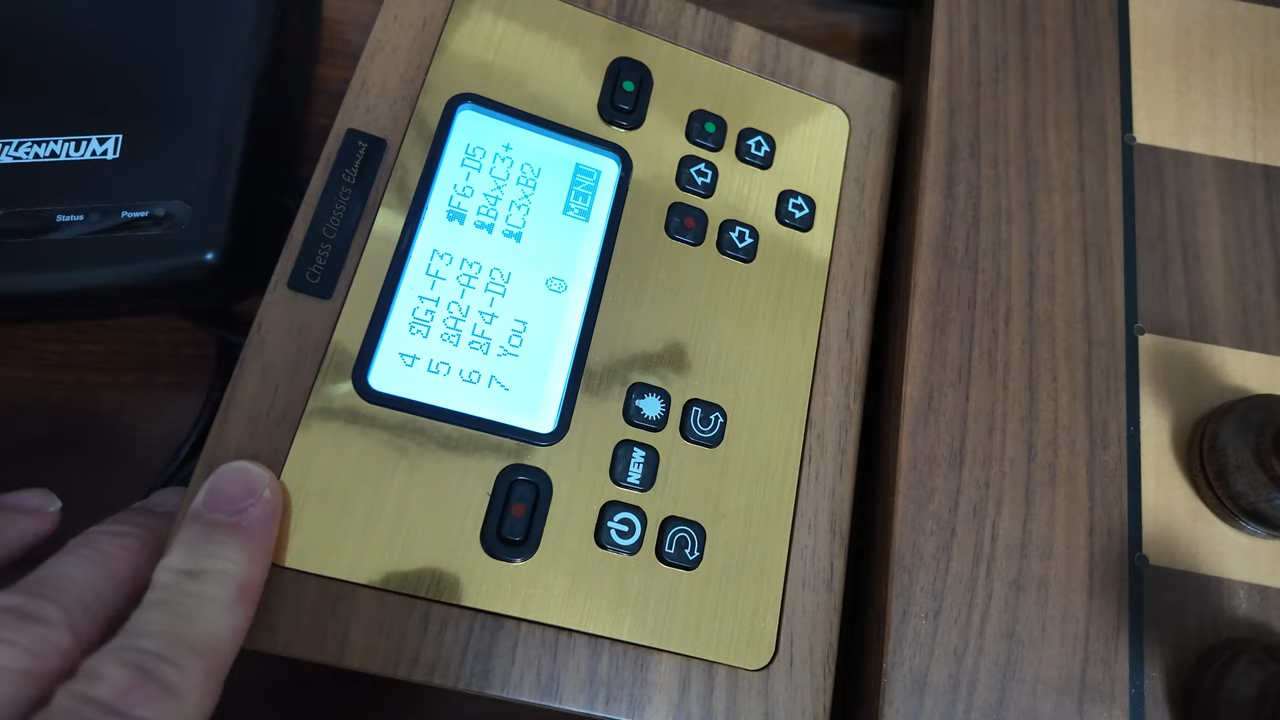 MILLENNIUM
Status Power
Chess Classics Element
4 G1-F3 F6-D5
5 A2-A3 B4xC3+
6 F4-D2 C3xB2
7 You
MENU
NEW